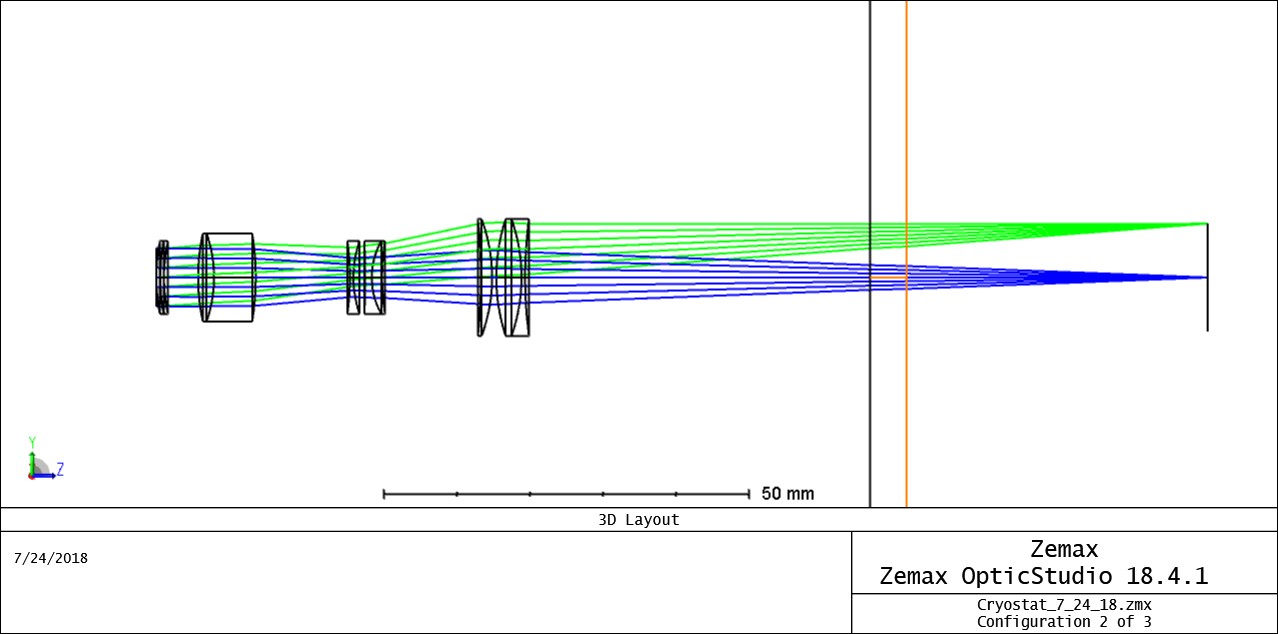 Y
Z
50 mm
3D Layout
7/24/2018
Zemax
Zemax OpticStudio 18.4.1
Cryostat_7_24_18.zmx
Configuration 2 of 3